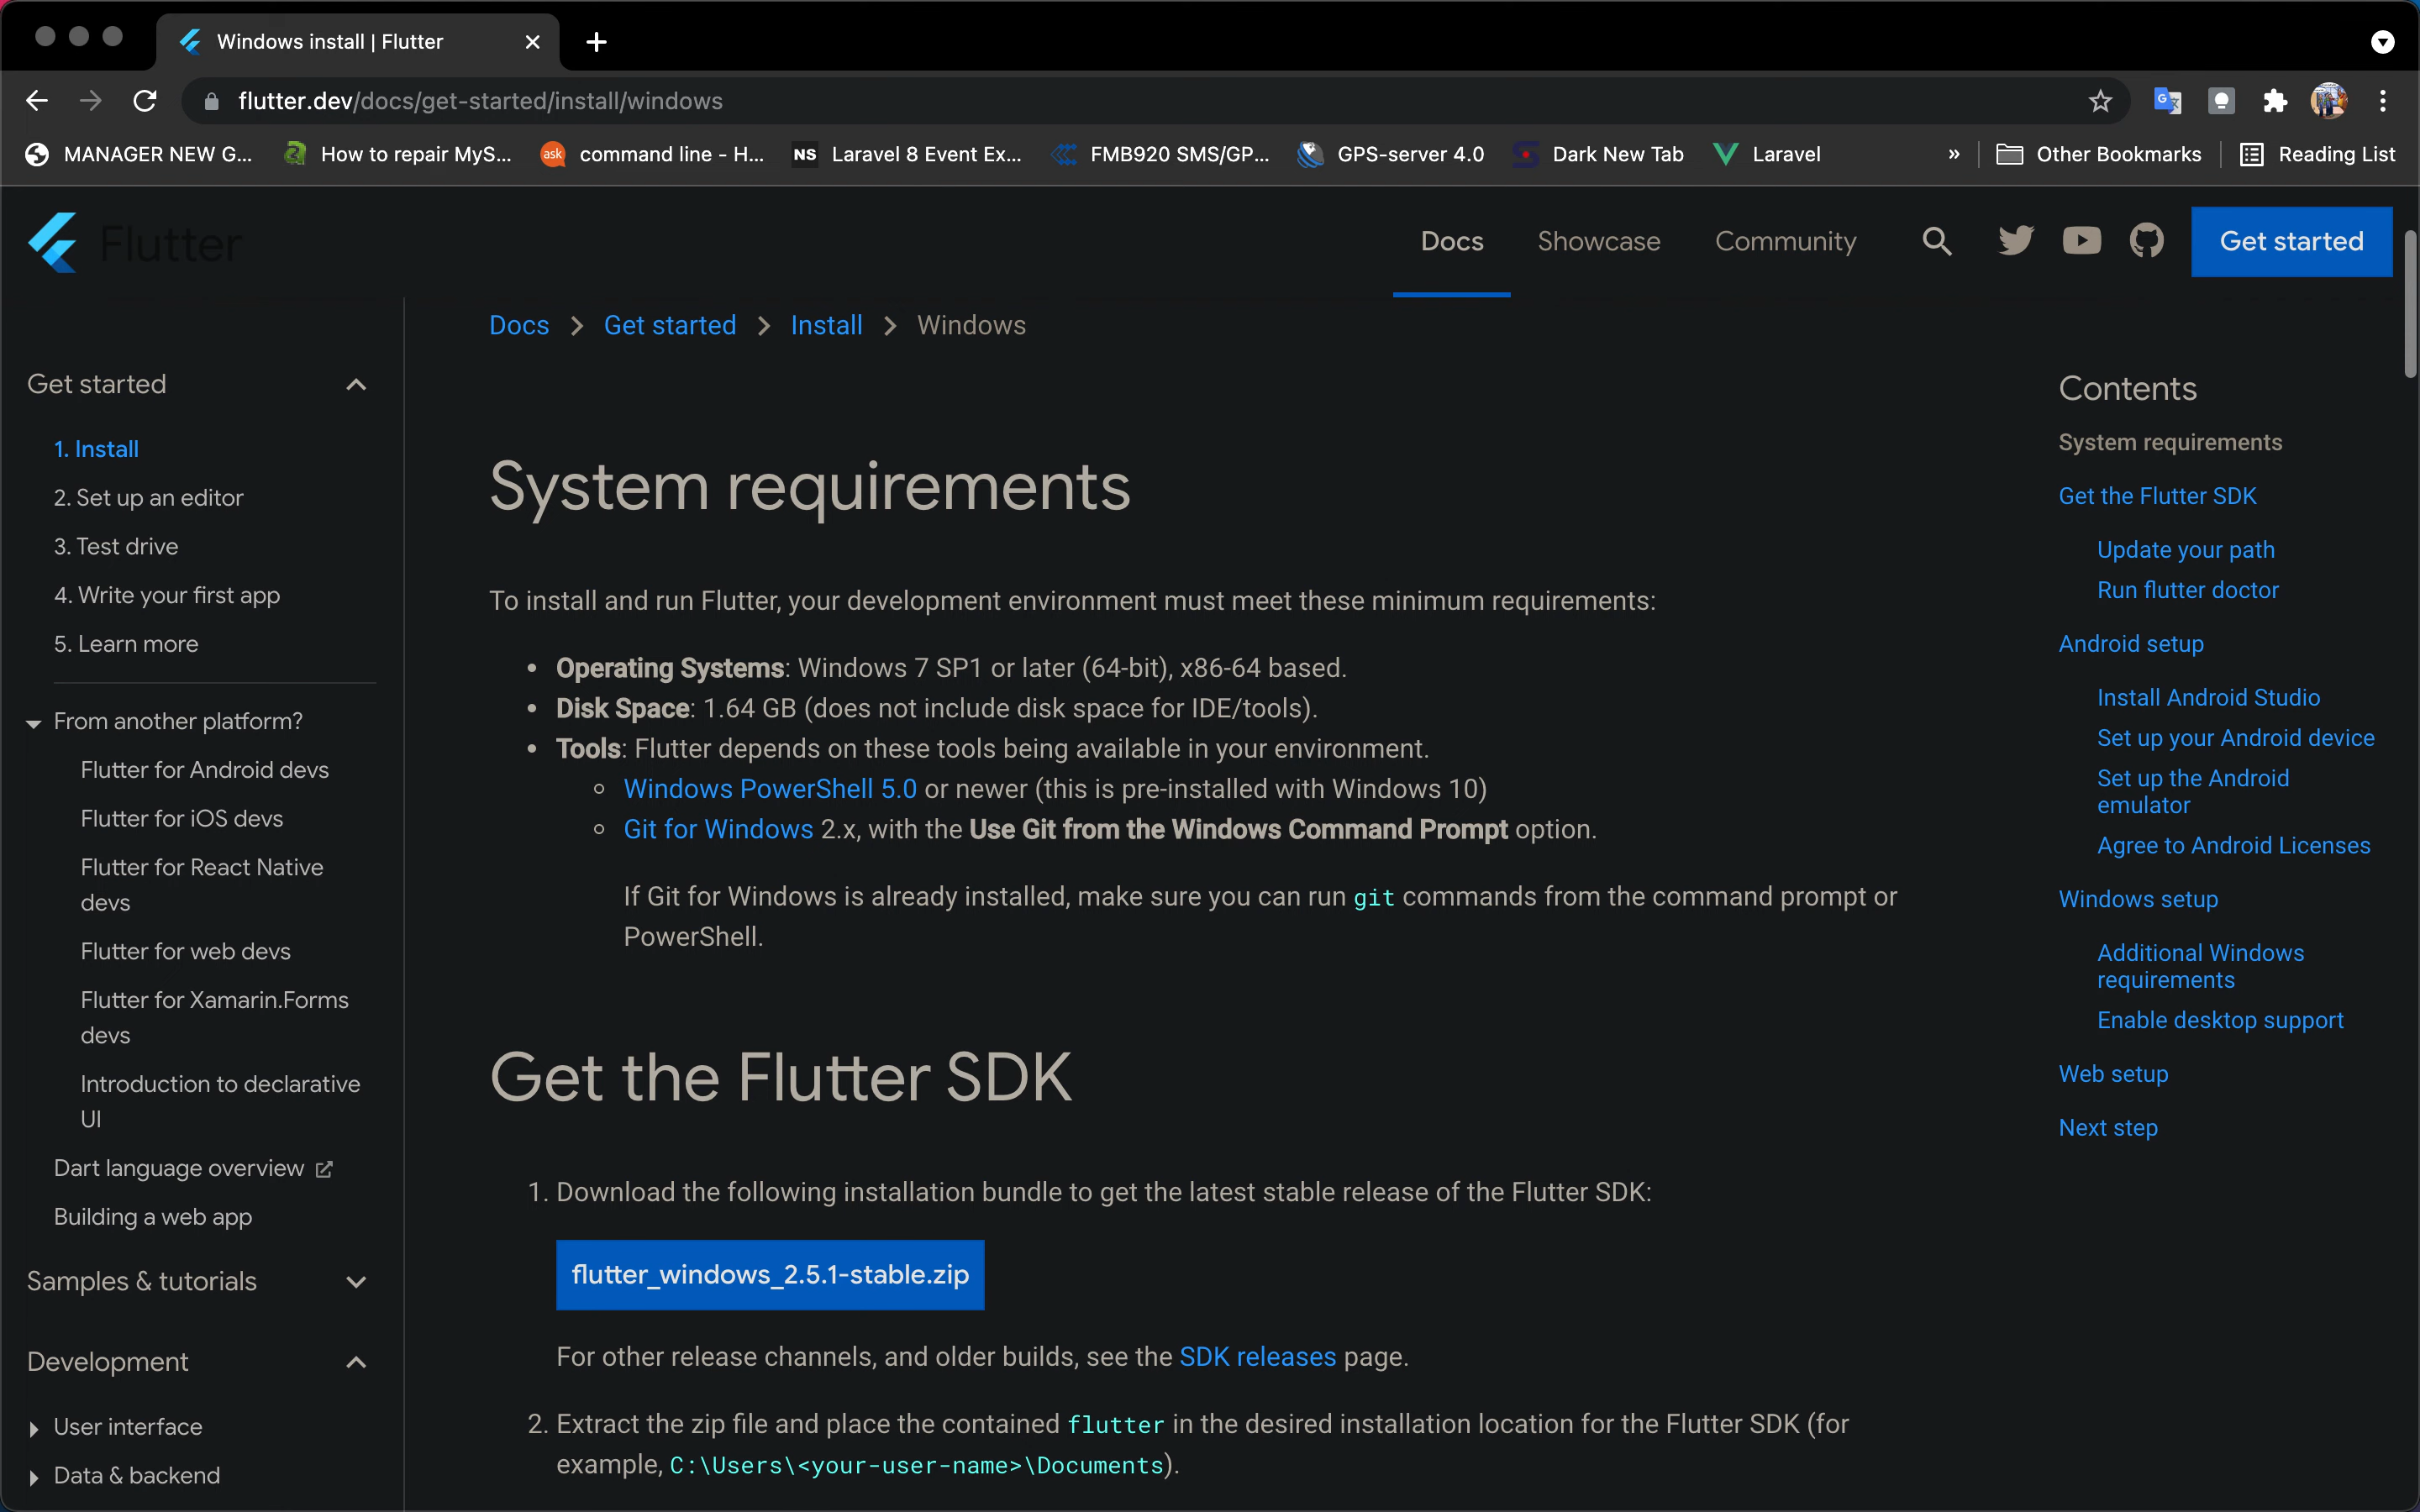 Windows install | Flutter
flutter.dev/docs/get-started/install/windows
MANAGER NEW G...
How to repair MyS...
ask
command line - H...
NS
Laravel 8 Event Ex...
FMB920 SMS/GP...
GPS-server 4.0
Dark New Tab
Laravel
»
Other Bookmarks
Reading List
Flutter
Docs
Showcase
Community
Get started
Get started
1. Install
2. Set up an editor
3. Test drive
4. Write your first app
5. Learn more
From another platform?
Flutter for Android devs
Flutter for iOS devs
Flutter for React Native
devs
Flutter for web devs
Flutter for Xamarin.Forms
devs
Introduction to declarative
UI
Dart language overview
Building a web app
Samples & tutorials
Development
User interface
Data & backend
Docs > Get started > Install > Windows
System requirements
To install and run Flutter, your development environment must meet these minimum requirements:
• Operating Systems: Windows 7 SP1 or later (64-bit), x86-64 based.
• Disk Space: 1.64 GB (does not include disk space for IDE/tools).
• Tools: Flutter depends on these tools being available in your environment.
◦ Windows PowerShell 5.0 or newer (this is pre-installed with Windows 10)
◦ Git for Windows 2.x, with the Use Git from the Windows Command Prompt option.
If Git for Windows is already installed, make sure you can run git commands from the command prompt or
PowerShell.
Get the Flutter SDK
1. Download the following installation bundle to get the latest stable release of the Flutter SDK:
flutter_windows_2.5.1-stable.zip
For other release channels, and older builds, see the SDK releases page.
2. Extract the zip file and place the contained flutter in the desired installation location for the Flutter SDK (for
example, C:\Users\<your-user-name>\Documents).
Contents
System requirements
Get the Flutter SDK
Update your path
Run flutter doctor
Android setup
Install Android Studio
Set up your Android device
Set up the Android
emulator
Agree to Android Licenses
Windows setup
Additional Windows
requirements
Enable desktop support
Web setup
Next step